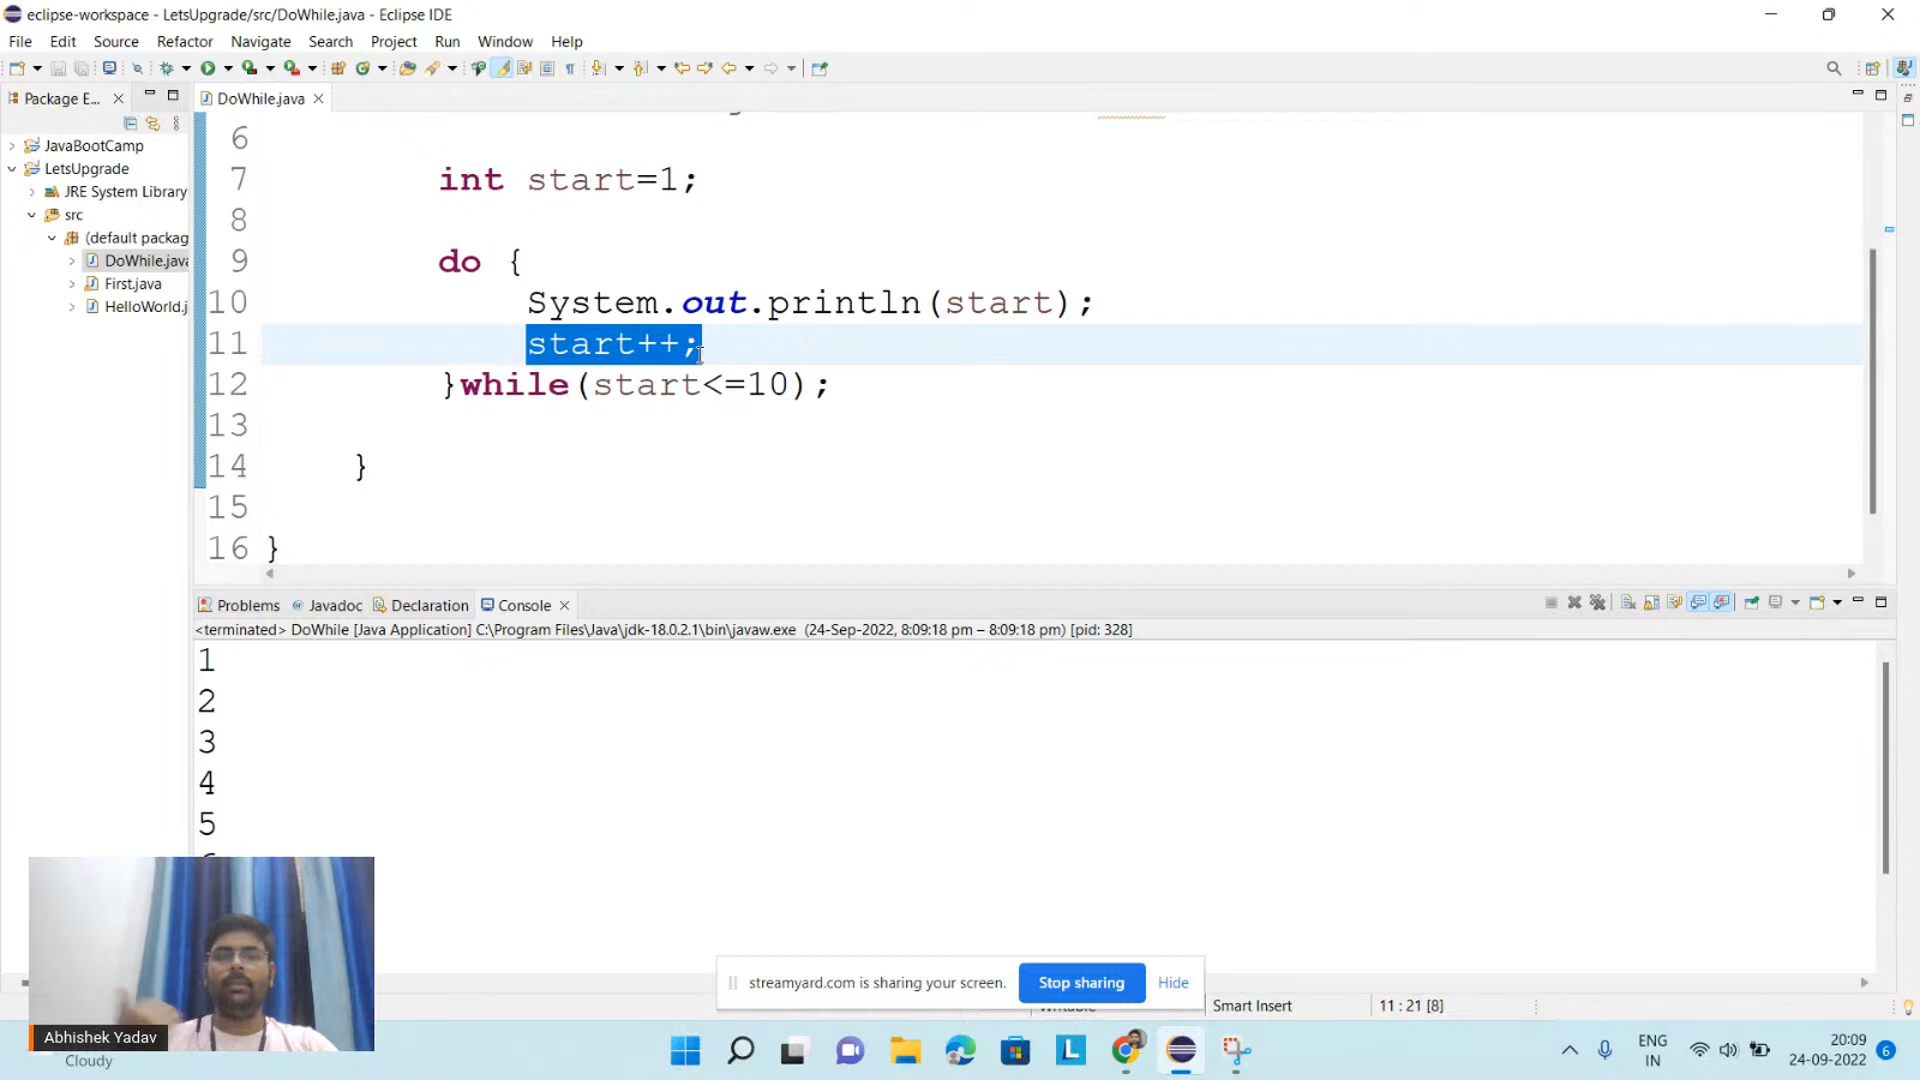 eclipse-workspace - LetsUpgrade/src/DoWhile.java - Eclipse IDE
File Edit Source Refactor Navigate Search Project Run Window Help
Package E...
DoWhile.java
JavaBootCamp
LetsUpgrade
JRE System Library
src
(default packag
DoWhile.java
First.java
HelloWorld.j
6
7 int start=1;
8
9 do {
10 System.out.println(start);
11 start++;
12 }while(start<=10);
13
14 }
15
16 }
Problems @ Javadoc Declaration Console
<terminated> DoWhile [Java Application] C:\Program Files\Java\jdk-18.0.2.1\bin\javaw.exe (24-Sep-2022, 8:09:18 pm – 8:09:18 pm) [pid: 328]
1
2
3
4
5
streamyard.com is sharing your screen. Stop sharing Hide
Smart Insert 11 : 21 [8]
Abhishek Yadav
Cloudy
ENG
IN
20:09
24-09-2022
6